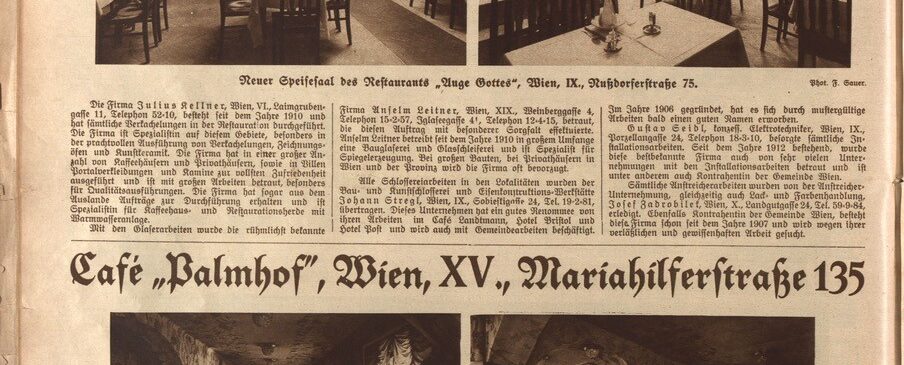 Neuer Speisesaal des Restaurants „Auge Gottes“, Wien, IX., Nußdorferstraße 75.
Phot. F. Sauer.
Die Firma Julius Kellner, Wien, VI., Laimgruben-
gasse 11, Telephon 52-10, besteht seit dem Jahre 1910 und
hat sämtliche Verkachelungen in der Restauration durchgeführt.
Die Firma ist Spezialistin auf diesem Gebiete, besonders in
der prachtvollen Ausführung von Verkachelungen, Zeichnungs-
öfen und Kunstkeramik. Die Firma hat in einer großen An-
zahl von Kaffeehäusern und Privathäusern, sowie in Villen
Portalverkleidungen und Kamine zur vollsten Zufriedenheit
ausgeführt und ist mit großen Arbeiten betraut, besonders
für Qualitätsausführungen. Die Firma hat sogar aus dem
Auslande Aufträge zur Durchführung erhalten und ist
Spezialistin für Kaffeehaus- und Restaurationsherde mit
Warmwasseranlage.
Mit den Glaserarbeiten wurde die rühmlichst bekannte
Firma Anselm Leitner, Wien, XIX., Weinberggasse 4,
Telephon 15-2-57, Iglaseegasse 4, Telephon 12-4-15, betraut,
die diesen Auftrag mit besonderer Sorgfalt effektuierte.
Anselm Leitner betreibt seit dem Jahre 1910 in großem Umfange
eine Bauglaserei und Glasschleiferei und ist Spezialist für
Spiegelerzeugung. Bei großen Bauten, bei Privathäusern in
Wien und der Provinz wird die Firma oft bevorzugt.
Alle Schlosserarbeiten in den Lokalitäten wurden der
Bau- und Kunstschlosserei und Eisenkonstruktions-Werkstätte
Johann Stregl, Wien, IX., Sobieskigasse 24, Tel. 19-2-81,
übertragen. Dieses Unternehmen hat ein gutes Renommee von
ihren Arbeiten im Café Landtmann, Hotel Bristol und
Hotel Post und wird auch mit Gemeindearbeiten beschäftigt.
Im Jahre 1906 gegründet, hat es sich durch mustergültige
Arbeiten bald einen guten Namen erworben.
Gustav Seidl, konzess. Elektrotechniker, Wien, IX.,
Porzellangasse 24, Telephon 18-3-10, besorgte sämtliche In-
stallationsarbeiten. Seit dem Jahre 1912 bestehend, wurde
diese bestbekannte Firma auch von sehr vielen Unter-
nehmungen mit den Installationsarbeiten betraut und ist
unter anderem auch Kontrahentin der Gemeinde Wien.
Sämtliche Anstreicherarbeiten wurden von der Anstreicher-
Unternehmung, gleichzeitig auch Lack- und Farbenhandlung,
Josef Zadrobilek, Wien, X., Landgutgasse 24, Tel. 59-9-84,
erledigt. Ebenfalls Kontrahentin der Gemeinde Wien, besteht
diese Firma schon seit dem Jahre 1907 und wird wegen ihrer
verläßlichen und gewissenhaften Arbeit gesucht.
Café „Palmhof“, Wien, XV., Mariahilferstraße 135